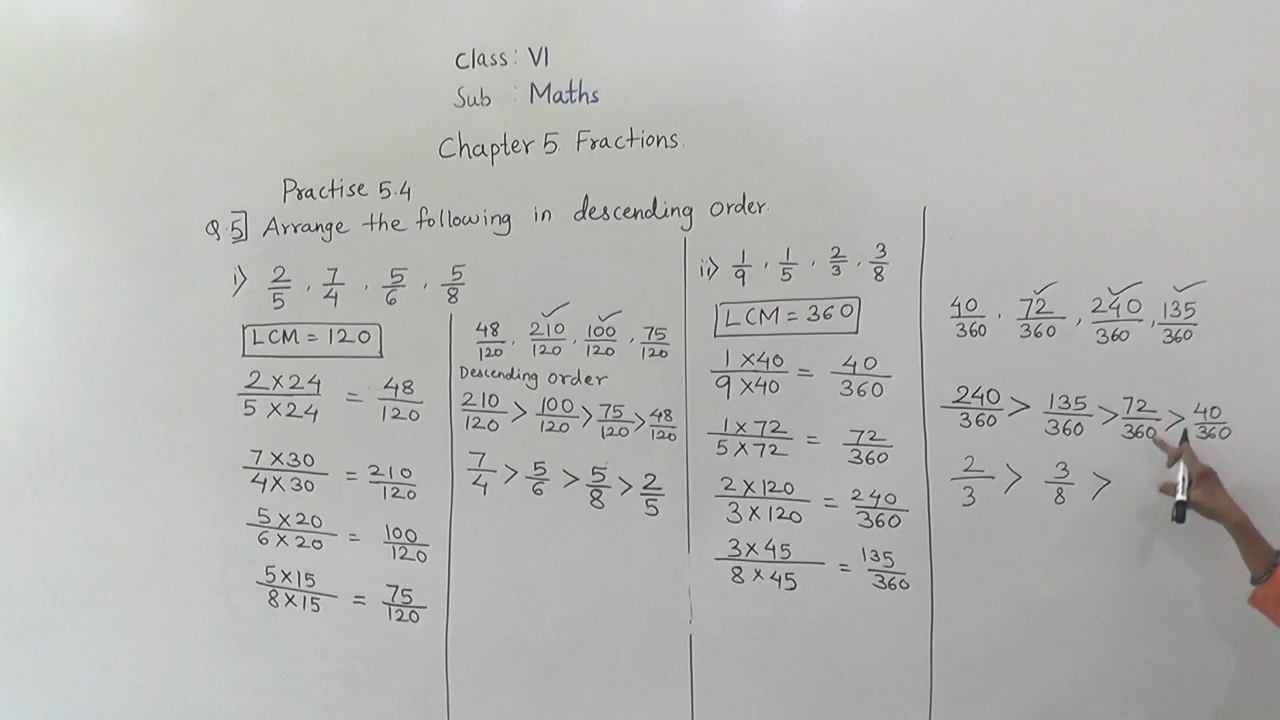 Class : VI
Sub : Maths
Chapter 5 Fractions.
Practise 5.4
Q.5] Arrange the following in descending order.
i) 2/5 , 7/4 , 5/6 , 5/8
LCM = 120
2 × 24 / 5 × 24 = 48/120
7 × 30 / 4 × 30 = 210/120
5 × 20 / 6 × 20 = 100/120
5 × 15 / 8 × 15 = 75/120
48/120 , 210/120 , 100/120 , 75/120
Descending order
210/120 > 100/120 > 75/120 > 48/120
7/4 > 5/6 > 5/8 > 2/5
ii) 1/9 , 1/5 , 2/3 , 3/8
LCM = 360
1 × 40 / 9 × 40 = 40/360
1 × 72 / 5 × 72 = 72/360
2 × 120 / 3 × 120 = 240/360
3 × 45 / 8 × 45 = 135/360
40/360 , 72/360 , 240/360 , 135/360
240/360 > 135/360 > 72/360 > 40/360
2/3 > 3/8 >